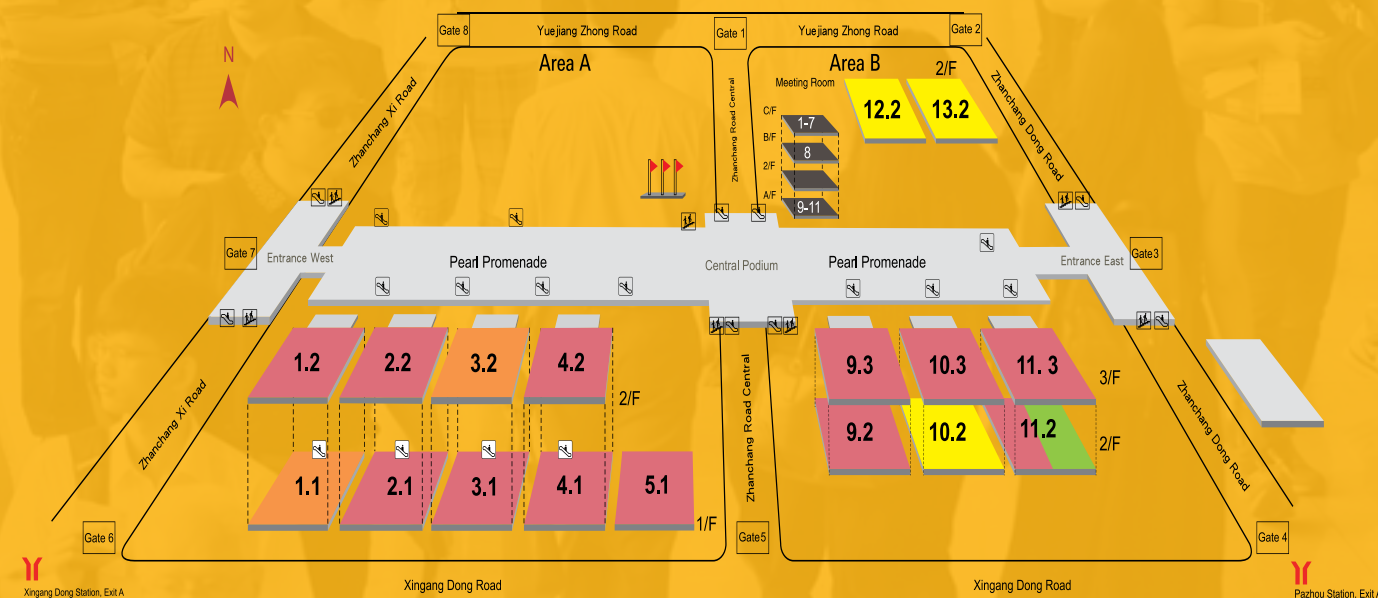 Gate 8
Yuejiang Zhong Road
Gate 1
Yuejiang Zhong Road
Gate 2
N
Area A
Area B
2/F
Meeting Room
12.2
13.2
C/F
1-7
B/F
8
2/F
A/F
9-11
Zhanchang Xi Road
Zhanchang Road Central
Zhanchang Dong Road
Gate 7
Entrance West
Pearl Promenade
Central Podium
Pearl Promenade
Entrance East
Gate3
1.2
2.2
3.2
4.2
2/F
9.3
10.3
11. 3
3/F
9.2
10.2
11.2
2/F
Zhanchang Xi Road
Zhanchang Road Central
Zhanchang Dong Road
1.1
2.1
3.1
4.1
5.1
1/F
Gate 6
Gate5
Gate 4
Xingang Dong Road
Xingang Dong Road
Xingang Dong Station, Exit A
Pazhou Station, Exit A